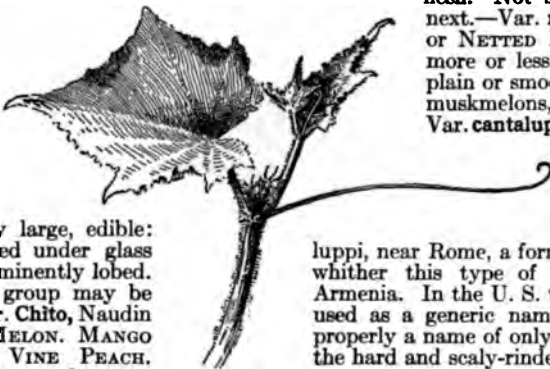 large, edible:
ed under glass
minently lobed.
group may be
Chito, Naudin
MELON. MANGO
VINE PEACH.
Not
next.—Var.
or NETTED
more or less
plain or smoo
muskmelons,
Var. cantalup
luppi, near Rome, a for
whither this type of
Armenia. In the U. S.
used as a generic nam
properly a name of only
the hard and scaly-rinde